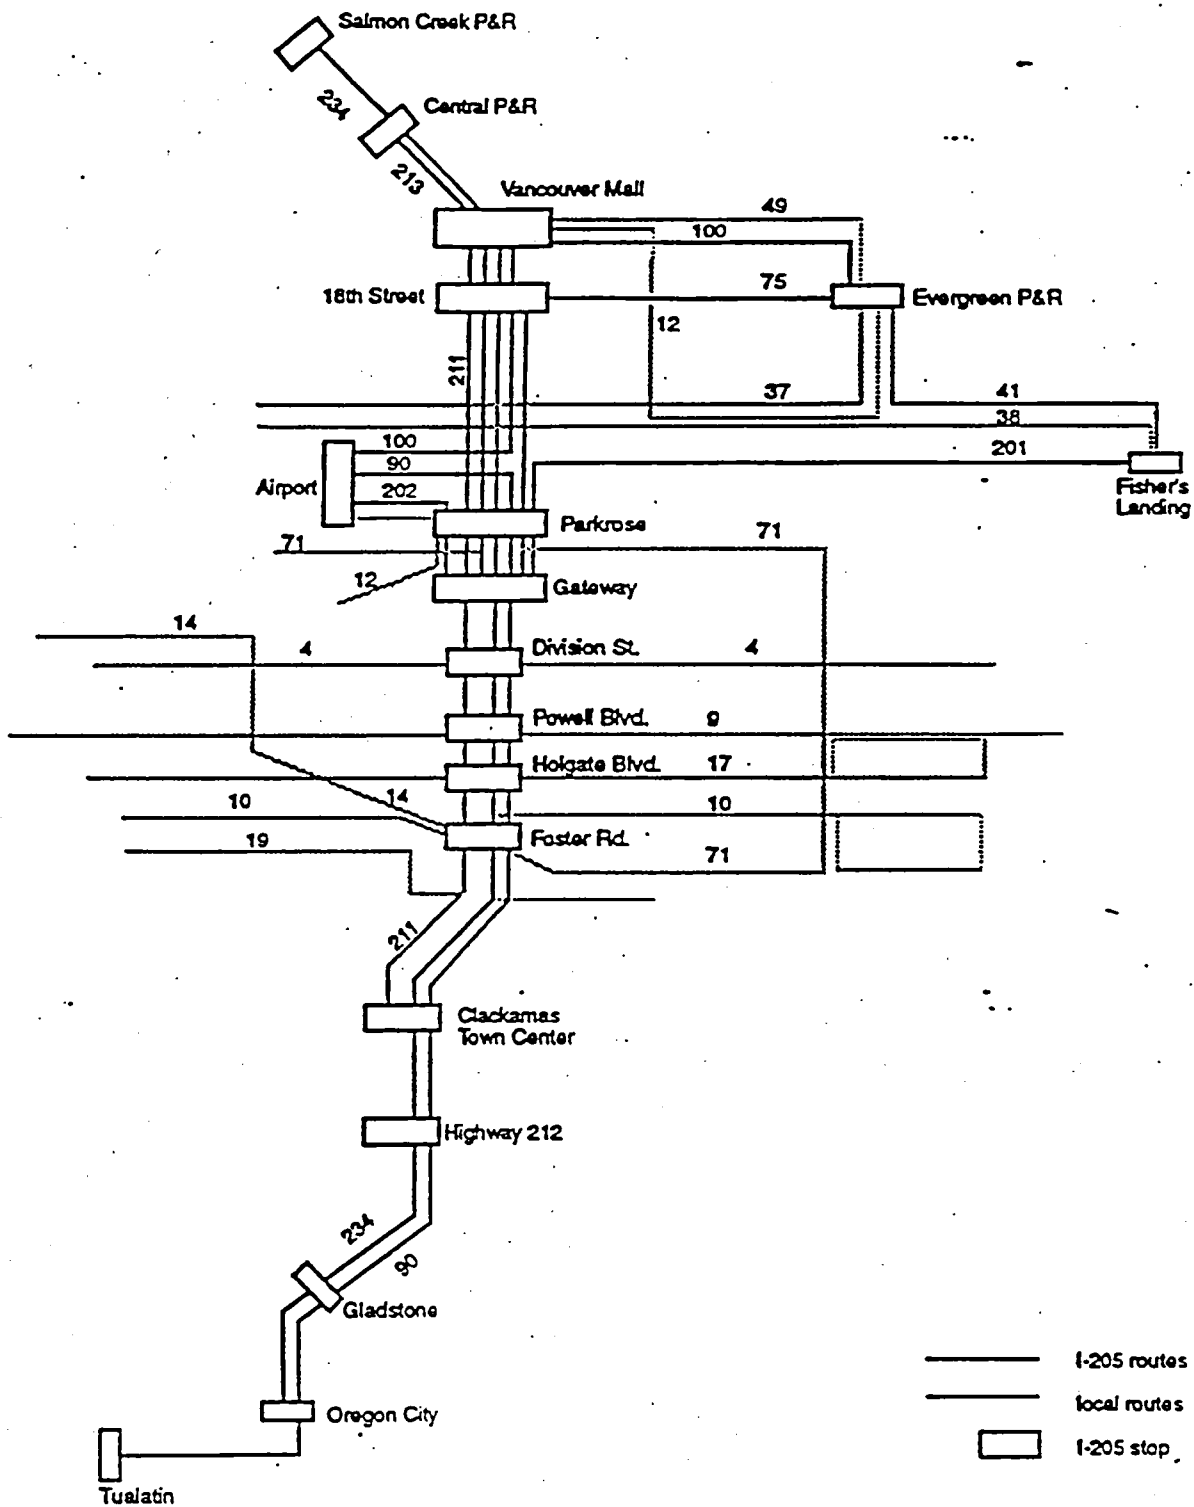 Salmon Creek P&R
234
Central P&R
213
Vancouver Mall
49
100
18th Street
75
Evergreen P&R
12
211
37
41
38
100
90
201
Airport
202
Fisher's
Landing
Parkrose
71
71
12
Gateway
14
4
Division St.
4
Powell Blvd.
9
Holgate Blvd.
17
14
10
10
Foster Rd.
19
71
211
Clackamas
Town Center
Highway 212
234
90
Gladstone
I-205 routes
local routes
Oregon City
I-205 stop
Tualatin